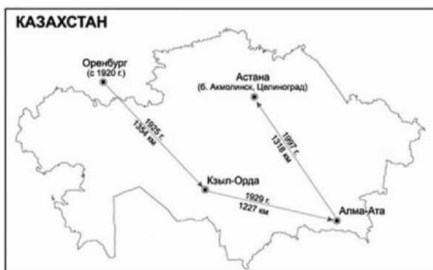 КАЗАХСТАН
Оренбург
(с 1920 г.)
Астана
(б. Акмолинск, Целиноград)
1925 г.
1354 км
1997 г.
1318 км
Кзыл-Орда
1929 г.
1227 км
Алма-Ата